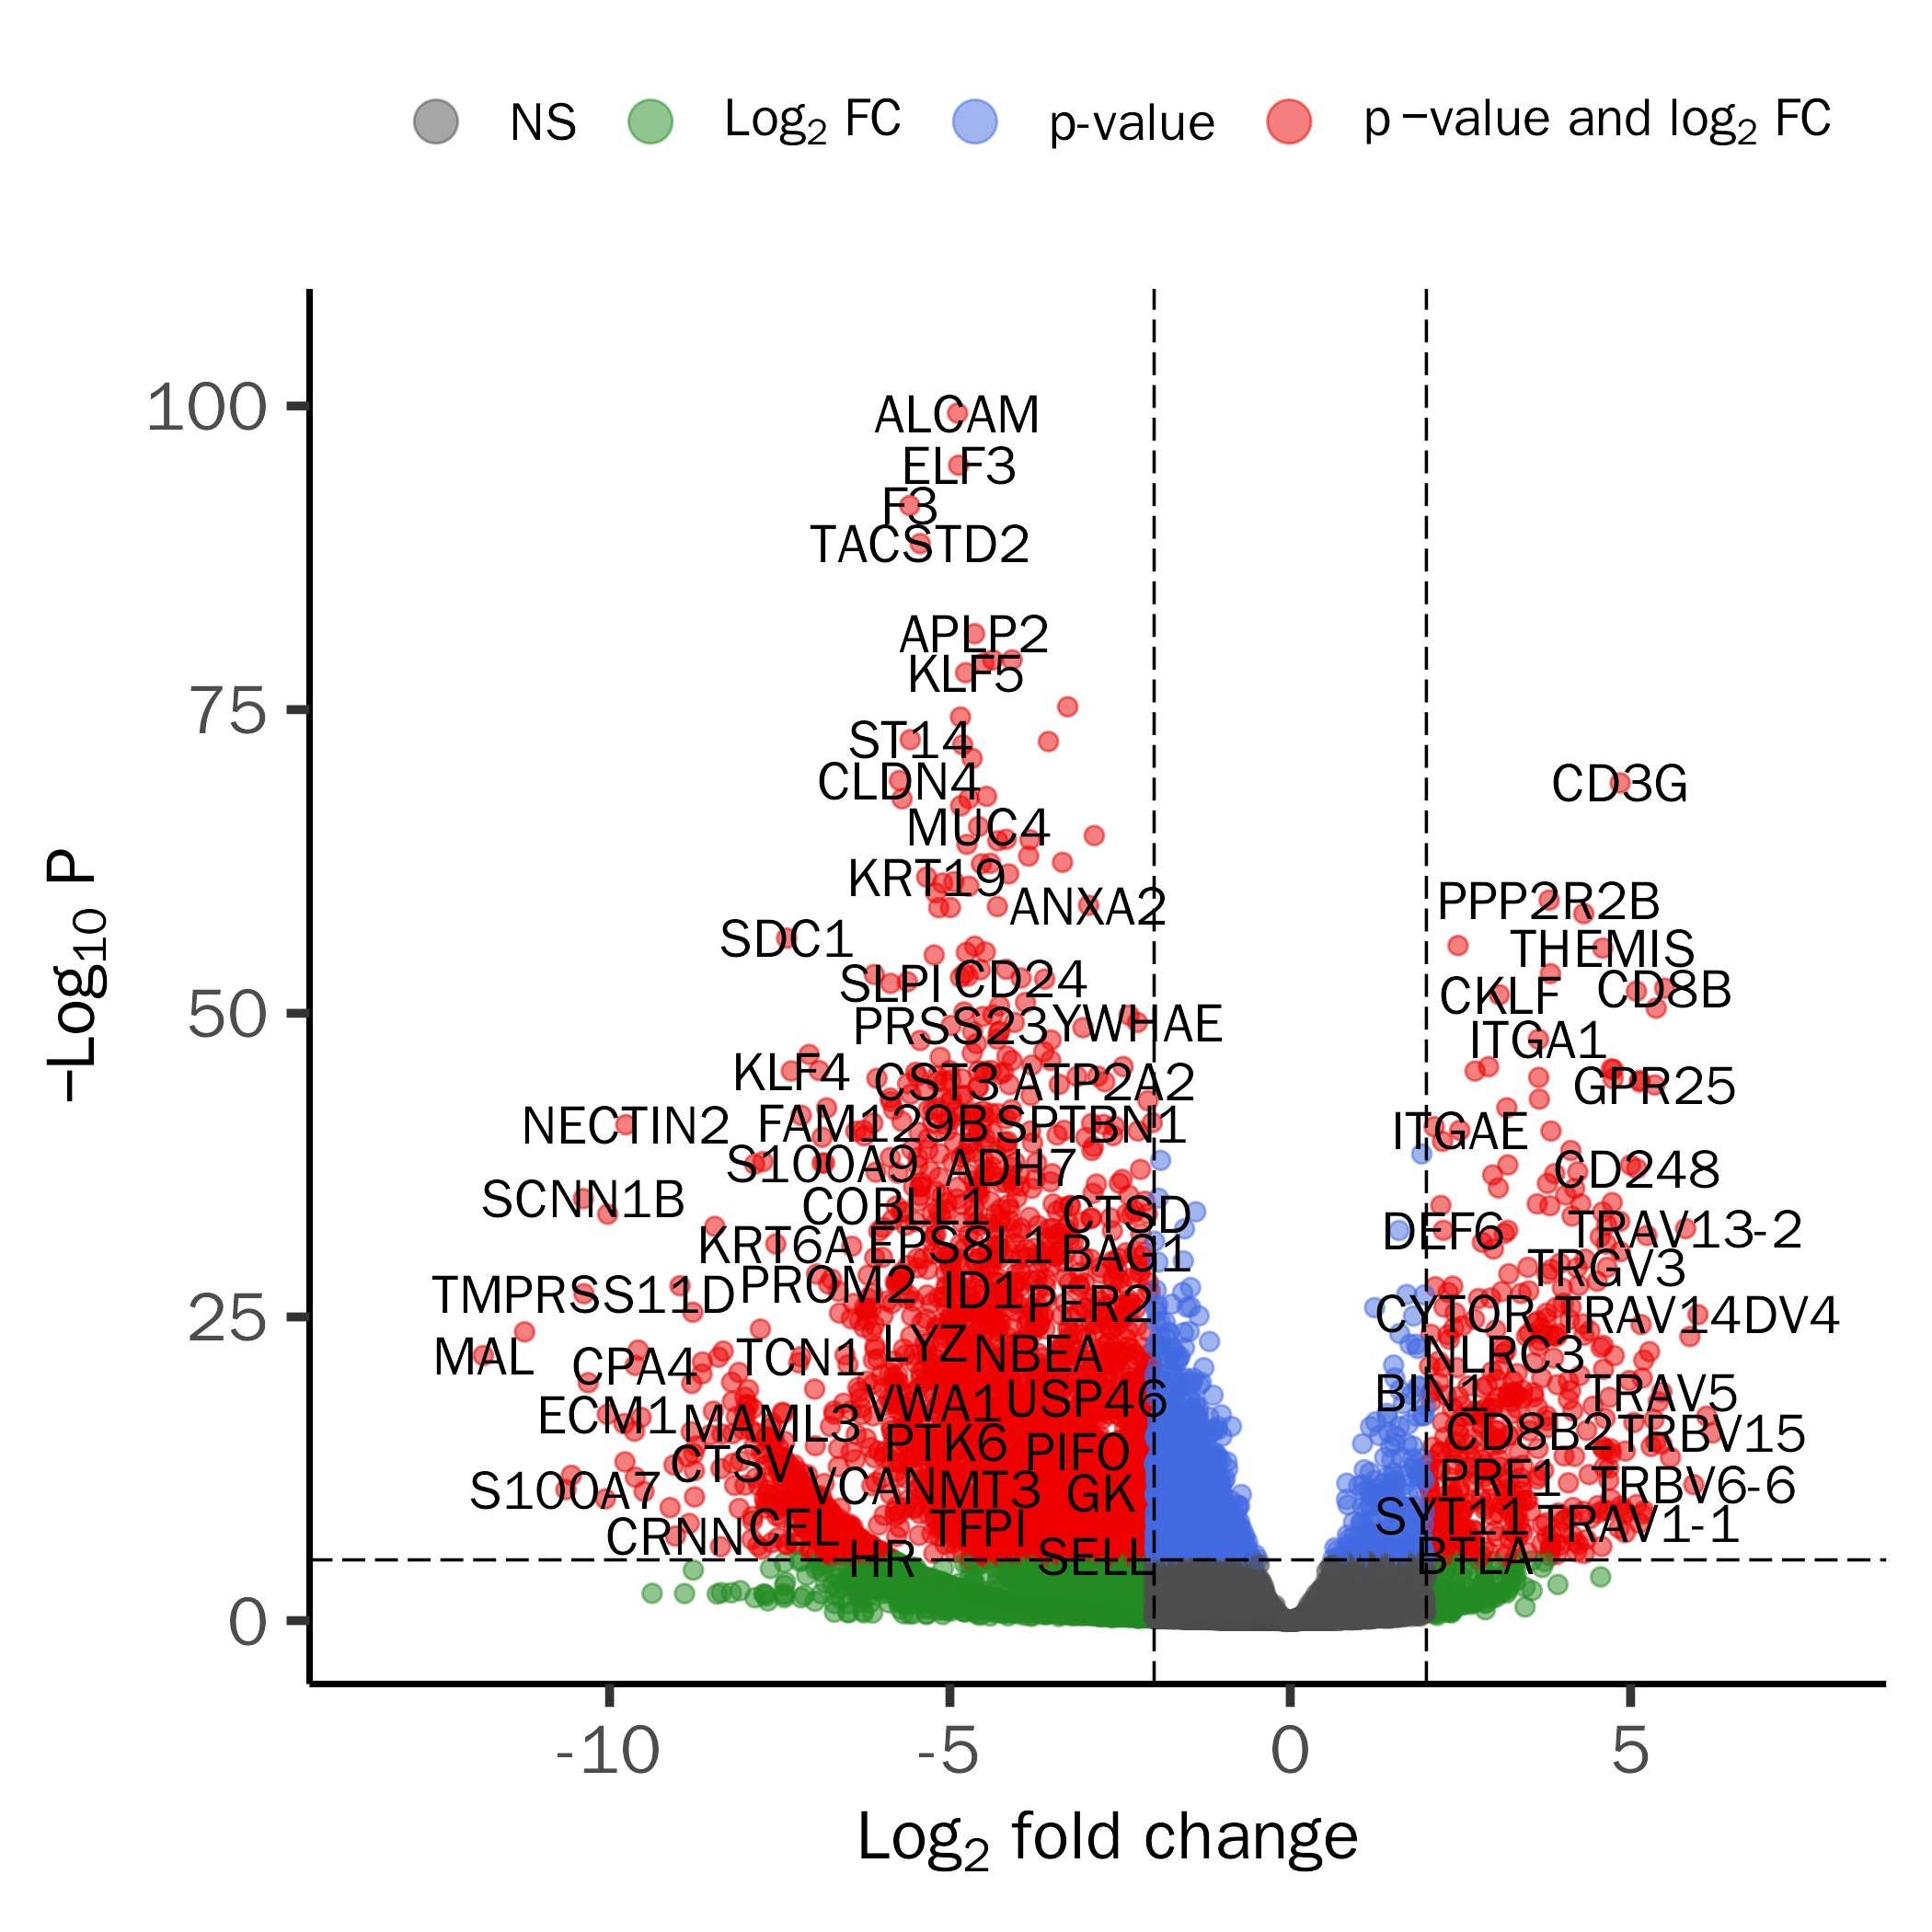 NS Log2 FC p-value p −value and log2 FC
ALCAM
ELF3
F3
TACSTD2
APLP2
KLF5
ST14
CLDN4 CD3G
MUC4
KRT19 PPP2R2B
ANXA2
SDC1 THEMIS
SLPI CD24 CKLF CD8B
PRSS23 YWHAE ITGA1
KLF4 CST3 ATP2A2 GPR25
NECTIN2 FAM129B SPTBN1 ITGAE
S100A9 ADH7 CD248
SCNN1B COBLL1 CTSD DEF6 TRAV13-2
KRT6A EPS8L1 BAG1 TRGV3
TMPRSS11D PROM2 ID1 PER2 CYTOR TRAV14DV4
MAL CPA4 TCN1 LYZ NBEA NLRC3
VWA1 USP46 BIN1 TRAV5
ECM1 MAML3 PTK6 PIFO CD8B2 TRBV15
CTSV PRF1 TRBV6-6
S100A7 VCANMT3 GK
CRNN CEL TFPI SYT11 TRAV1-1
HR SELL BTLA
100
75
50
25
0
−Log10 P
-10 -5 0 5
Log2 fold change